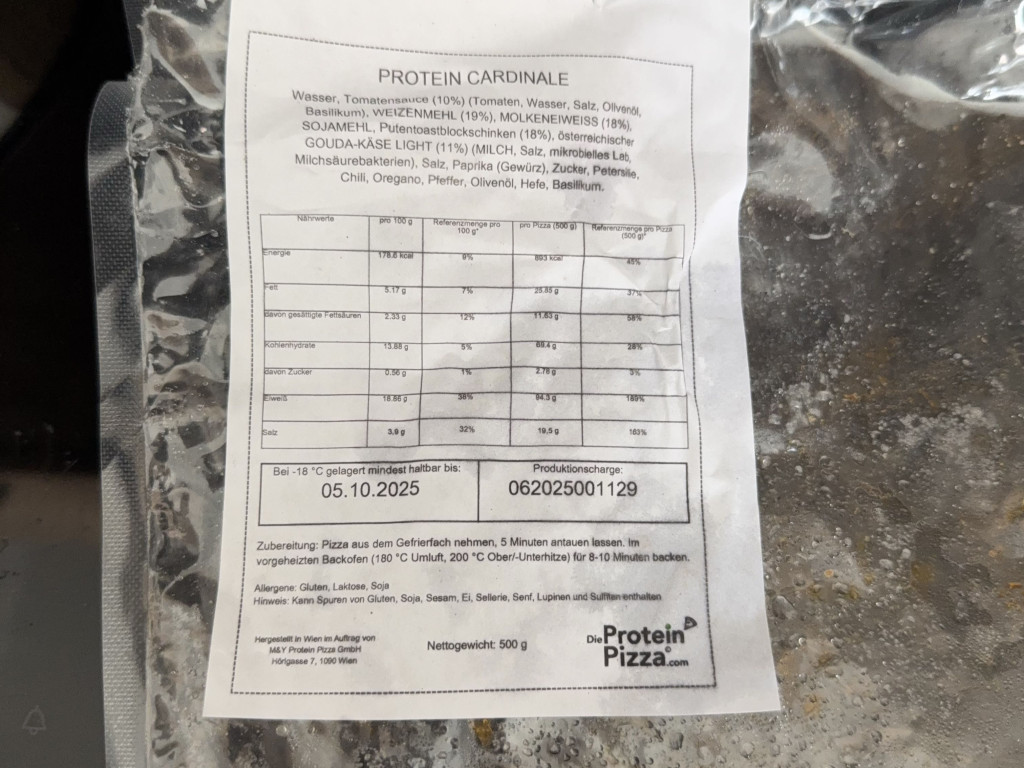 PROTEIN CARDINALE
Wasser, Tomatensauce (10%) (Tomaten, Wasser, Salz, Olivenöl,
Basilikum), WEIZENMEHL (19%), MOLKENEIWEISS (18%),
SOJAMEHL, Putentoastblockschinken (18%), österreichischer
GOUDA-KÄSE LIGHT (11%) (MILCH, Salz, mikrobielles Lab,
Milchsäurebakterien), Salz, Paprika (Gewürz), Zucker, Petersilie,
Chili, Oregano, Pfeffer, Olivenöl, Hefe, Basilikum.
Nährwerte pro 100 g Referenzmenge pro 100 g* pro Pizza (500 g) Referenzmenge pro Pizza (500 g)*
Energie 178.6 kcal 9% 893 kcal 45%
Fett 5.17 g 7% 25.85 g 37%
davon gesättigte Fettsäuren 2.33 g 12% 11.63 g 58%
Kohlenhydrate 13.88 g 5% 69.4 g 26%
davon Zucker 0.56 g 1% 2.78 g 3%
Eiweiß 18.86 g 38% 94.3 g 189%
Salz 3.9 g 32% 19,5 g 163%
Bei -18 °C gelagert mindest haltbar bis:
05.10.2025
Produktionscharge:
062025001129
Zubereitung: Pizza aus dem Gefrierfach nehmen, 5 Minuten antauen lassen. Im
vorgeheizten Backofen (180 °C Umluft, 200 °C Ober/-Unterhitze) für 8-10 Minuten backen.
Allergene: Gluten, Laktose, Soja
Hinweis: Kann Spuren von Gluten, Soja, Sesam, Ei, Sellerie, Senf, Lupinen und Sulfiten enthalten
Hergestellt in Wien im Auftrag von
M&Y Protein Pizza GmbH
Hörlgasse 7, 1090 Wien
Nettogewicht: 500 g
Die Protein
Pizza.com